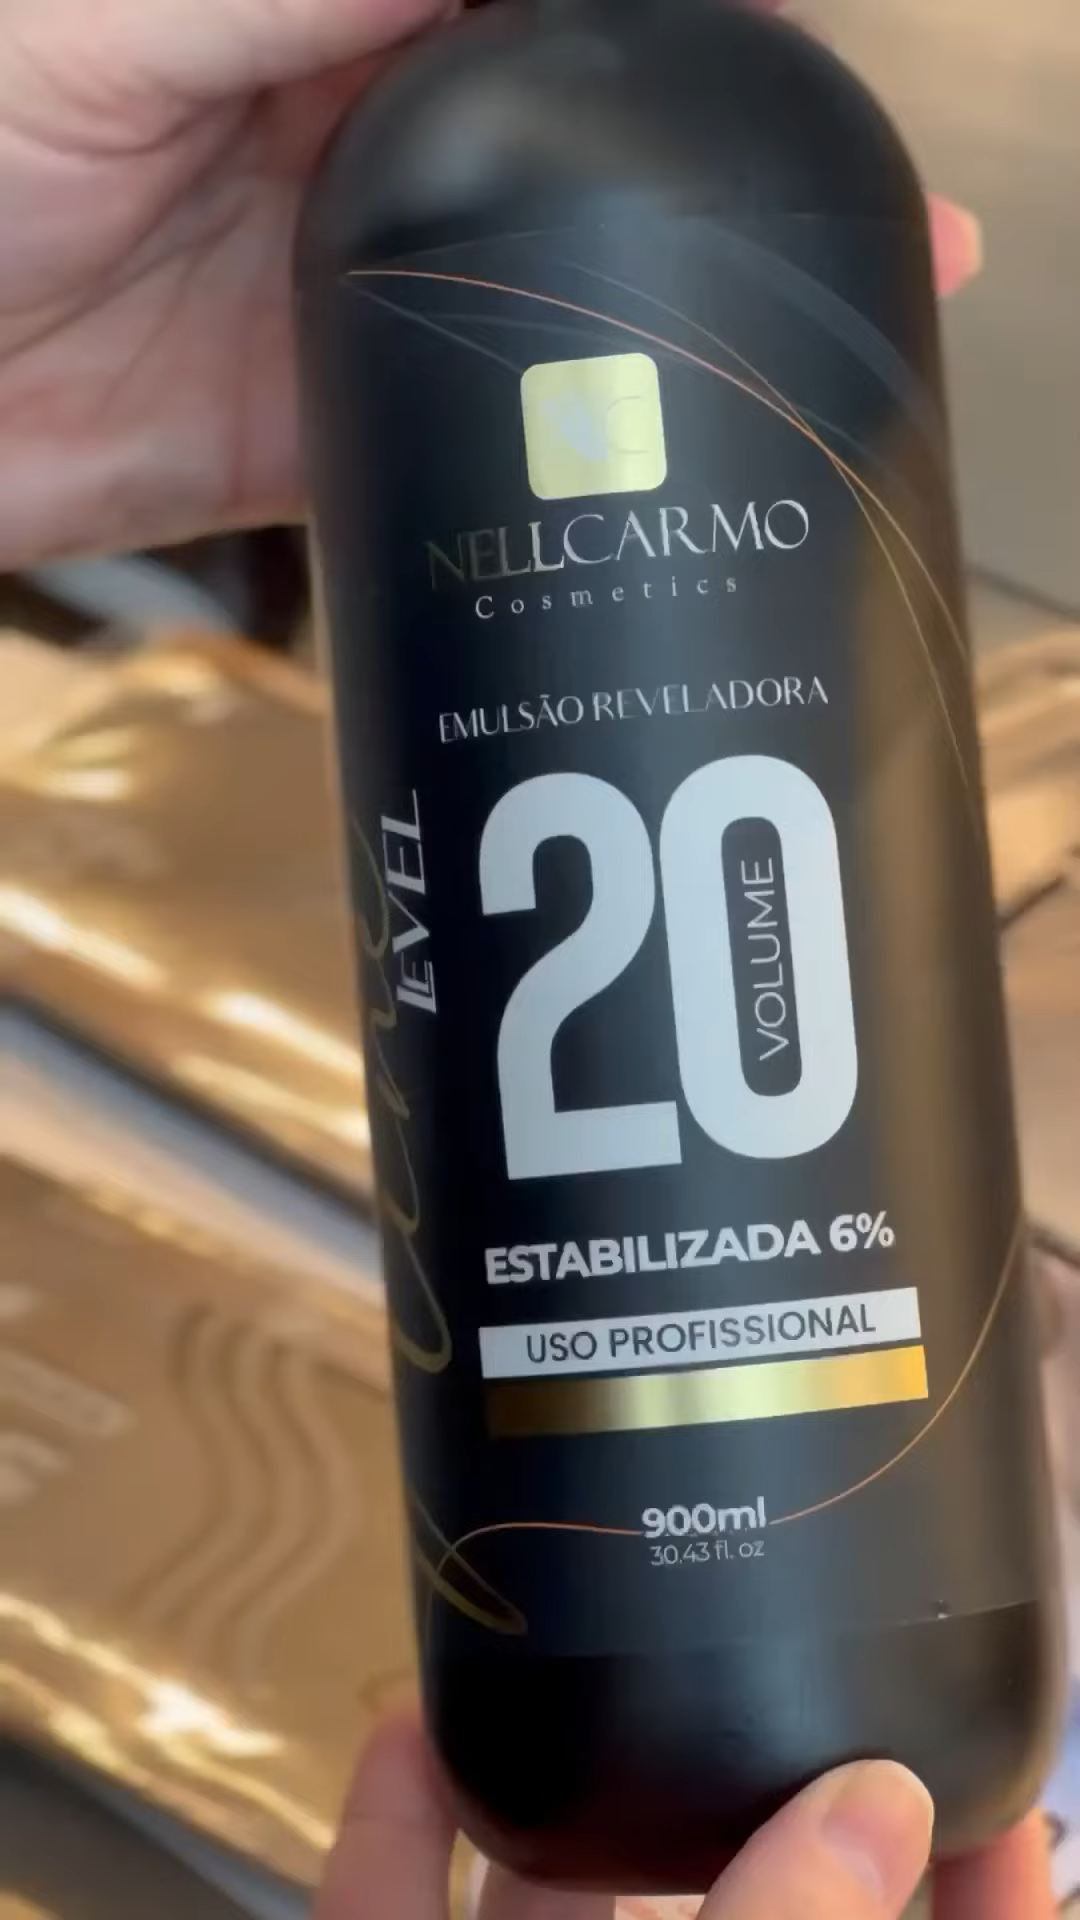 NELLCARMO
Cosmetics
EMULSÃO REVELADORA
LEVEL
20
VOLUME
ESTABILIZADA 6%
USO PROFISSIONAL
900ml
30.43 fl. oz